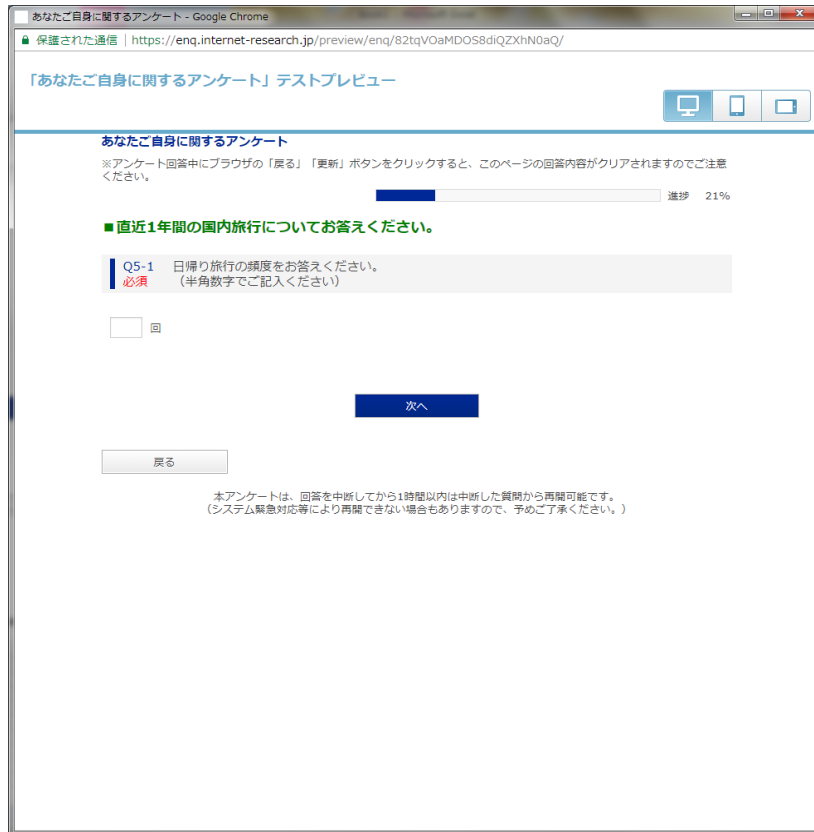 あなたご自身に関するアンケート - Google Chrome
保護された通信 | https://enq.internet-research.jp/preview/enq/82tqVOaMDOS8diQZXhN0aQ/
「あなたご自身に関するアンケート」テストプレビュー
あなたご自身に関するアンケート
※アンケート回答中にブラウザの「戻る」「更新」ボタンをクリックすると、このページの回答内容がクリアされますのでご注意
ください。
進捗 21%
■直近1年間の国内旅行についてお答えください。
Q5-1 日帰り旅行の頻度をお答えください。
必須 （半角数字でご記入ください）
回
次へ
戻る
本アンケートは、回答を中断してから1時間以内は中断した質問から再開可能です。
（システム緊急対応等により再開できない場合もありますので、予めご了承ください。）